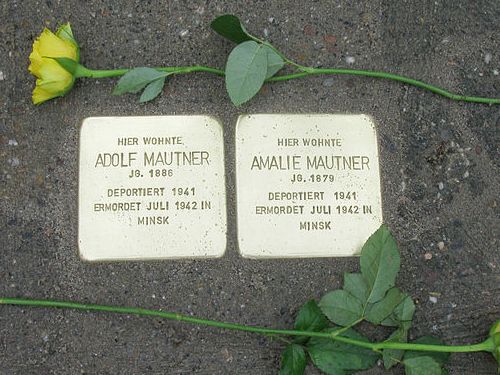 HIER WOHNTE
ADOLF MAUTNER
JG. 1886
DEPORTIERT 1941
ERMORDET JULI 1942 IN
MINSK
HIER WOHNTE
AMALIE MAUTNER
JG. 1879
DEPORTIERT 1941
ERMORDET JULI 1942 IN
MINSK